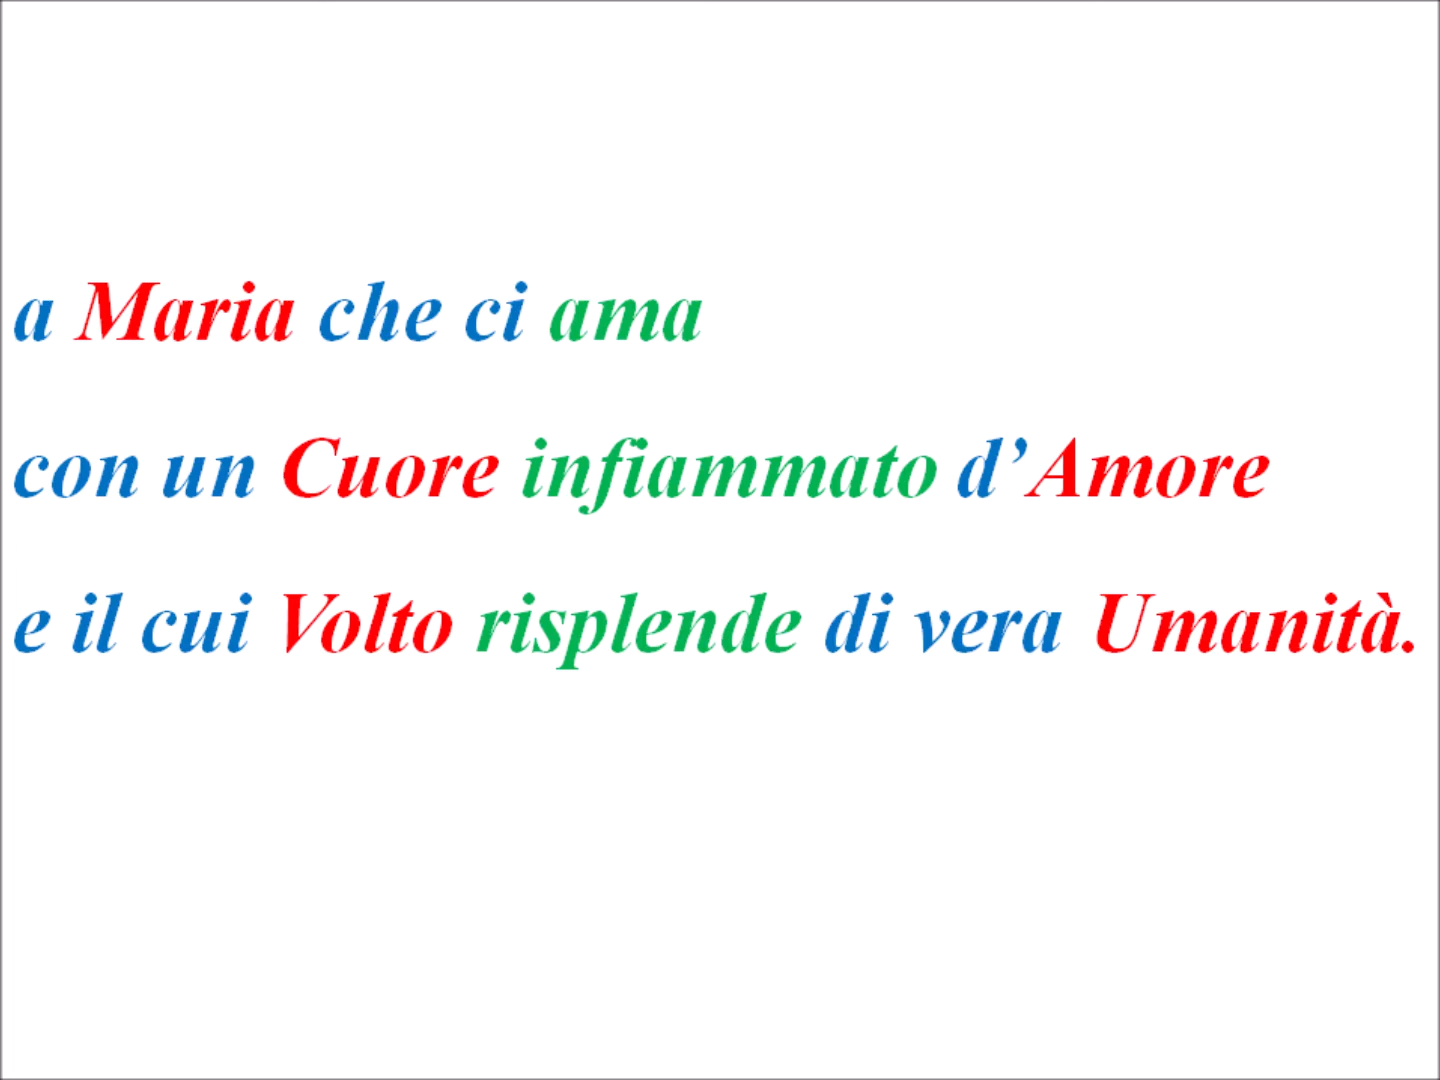 a Maria che ci ama
con un Cuore infiammato d’Amore
e il cui Volto risplende di vera Umanità.